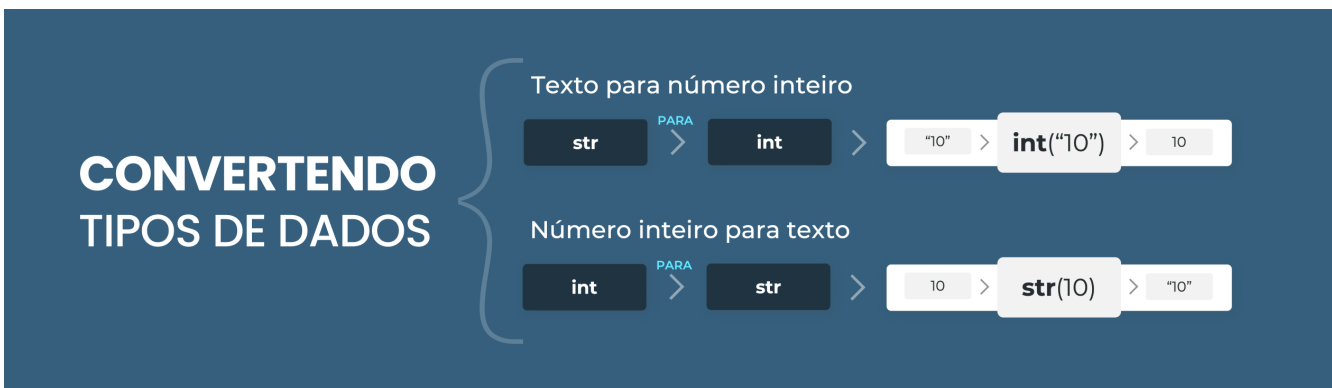 CONVERTENDO
TIPOS DE DADOS
Texto para número inteiro
str PARA > int > “10” > int(“10”) > 10
Número inteiro para texto
int PARA > str > 10 > str(10) > “10”